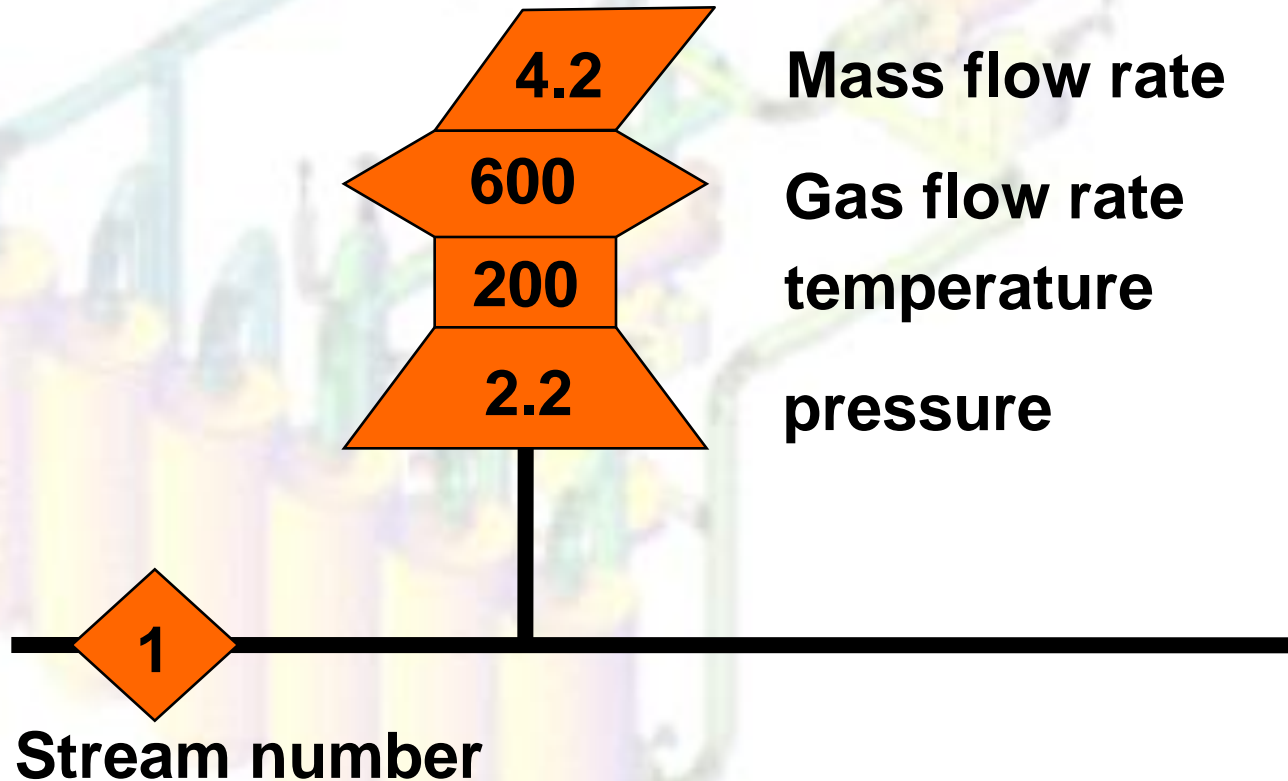 4.2 Mass flow rate
600 Gas flow rate
200 temperature
2.2 pressure
1
Stream number